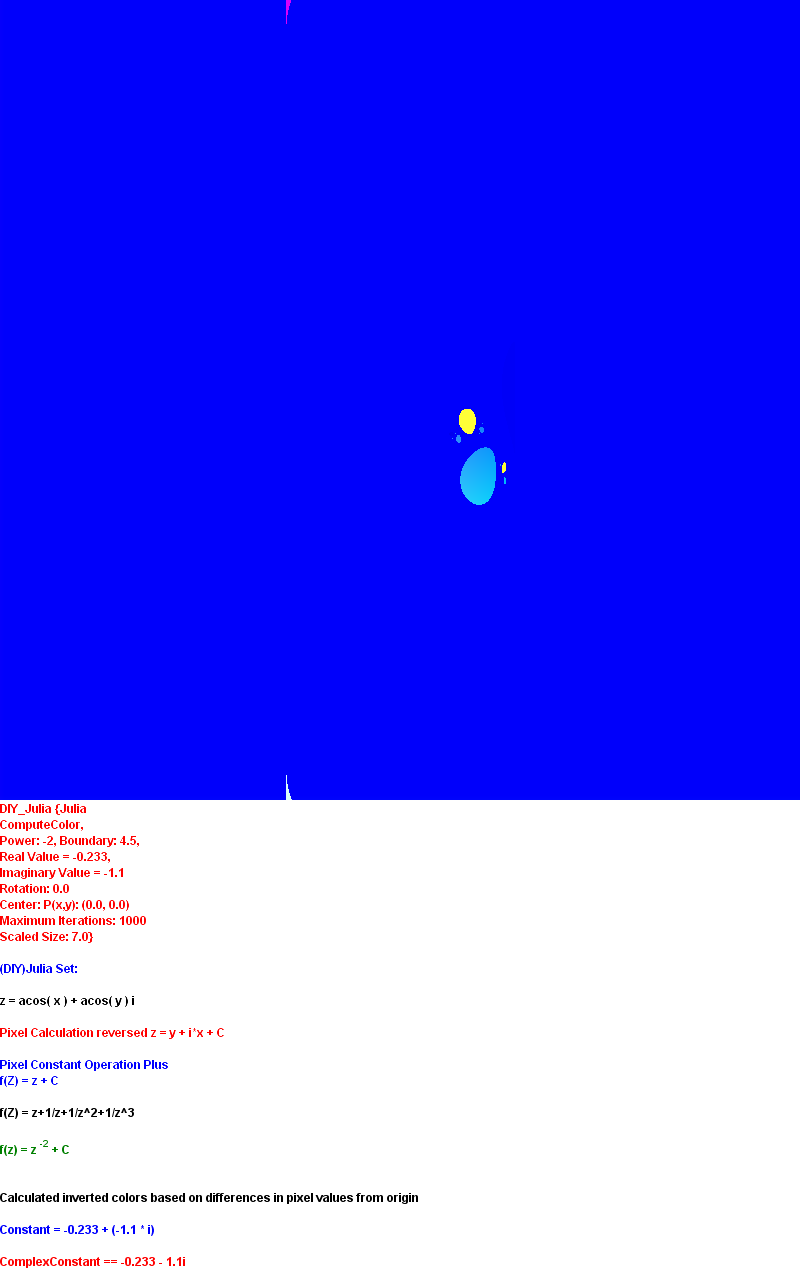 DIY_Julia {Julia
ComputeColor,
Power: -2, Boundary: 4.5,
Real Value = -0.233,
Imaginary Value = -1.1
Rotation: 0.0
Center: P(x,y): (0.0, 0.0)
Maximum Iterations: 1000
Scaled Size: 7.0}
(DIY)Julia Set:
z = acos( x ) + acos( y ) i
Pixel Calculation reversed z = y + i*x + C
Pixel Constant Operation Plus
f(Z) = z + C
f(Z) = z+1/z+1/z^2+1/z^3
f(z) = z -2 + C
Calculated inverted colors based on differences in pixel values from origin
Constant = -0.233 + (-1.1 * i)
ComplexConstant == -0.233 - 1.1i